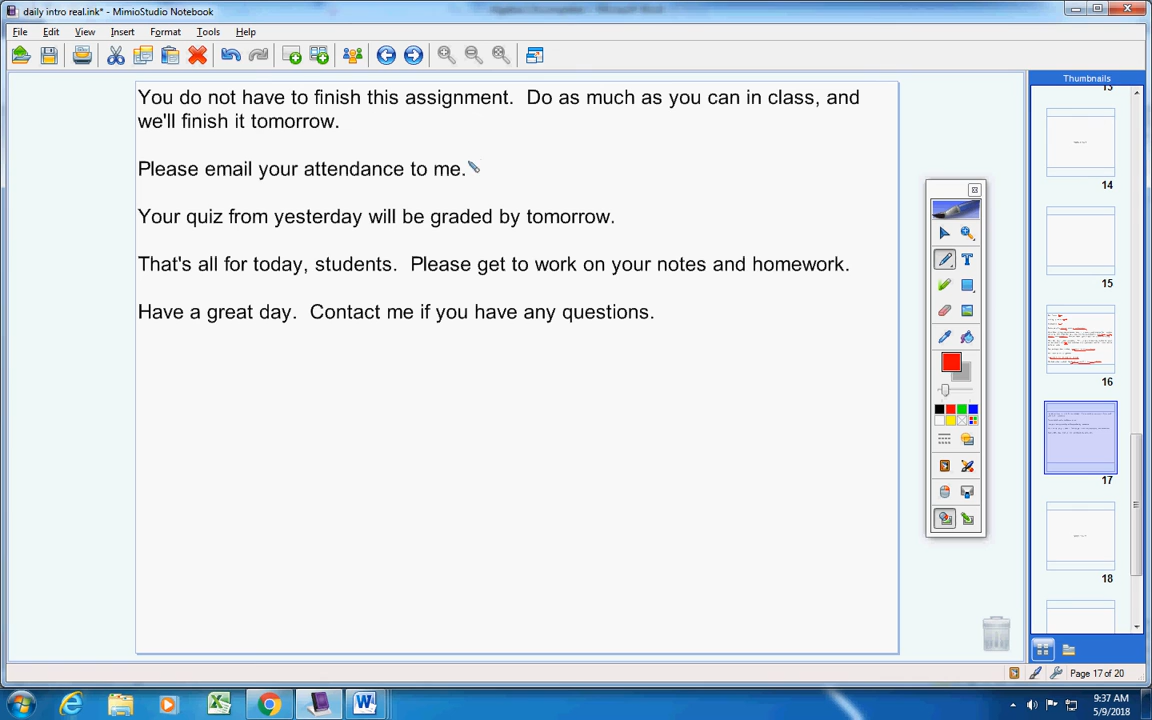 daily intro real.ink* - MimioStudio Notebook
File Edit View Insert Format Tools Help
Thumbnails
You do not have to finish this assignment.  Do as much as you can in class, and
we'll finish it tomorrow.
Please email your attendance to me.
Your quiz from yesterday will be graded by tomorrow.
That's all for today, students.  Please get to work on your notes and homework.
Have a great day.  Contact me if you have any questions.
13
14
15
16
17
18
Page 17 of 20
9:37 AM
5/9/2018